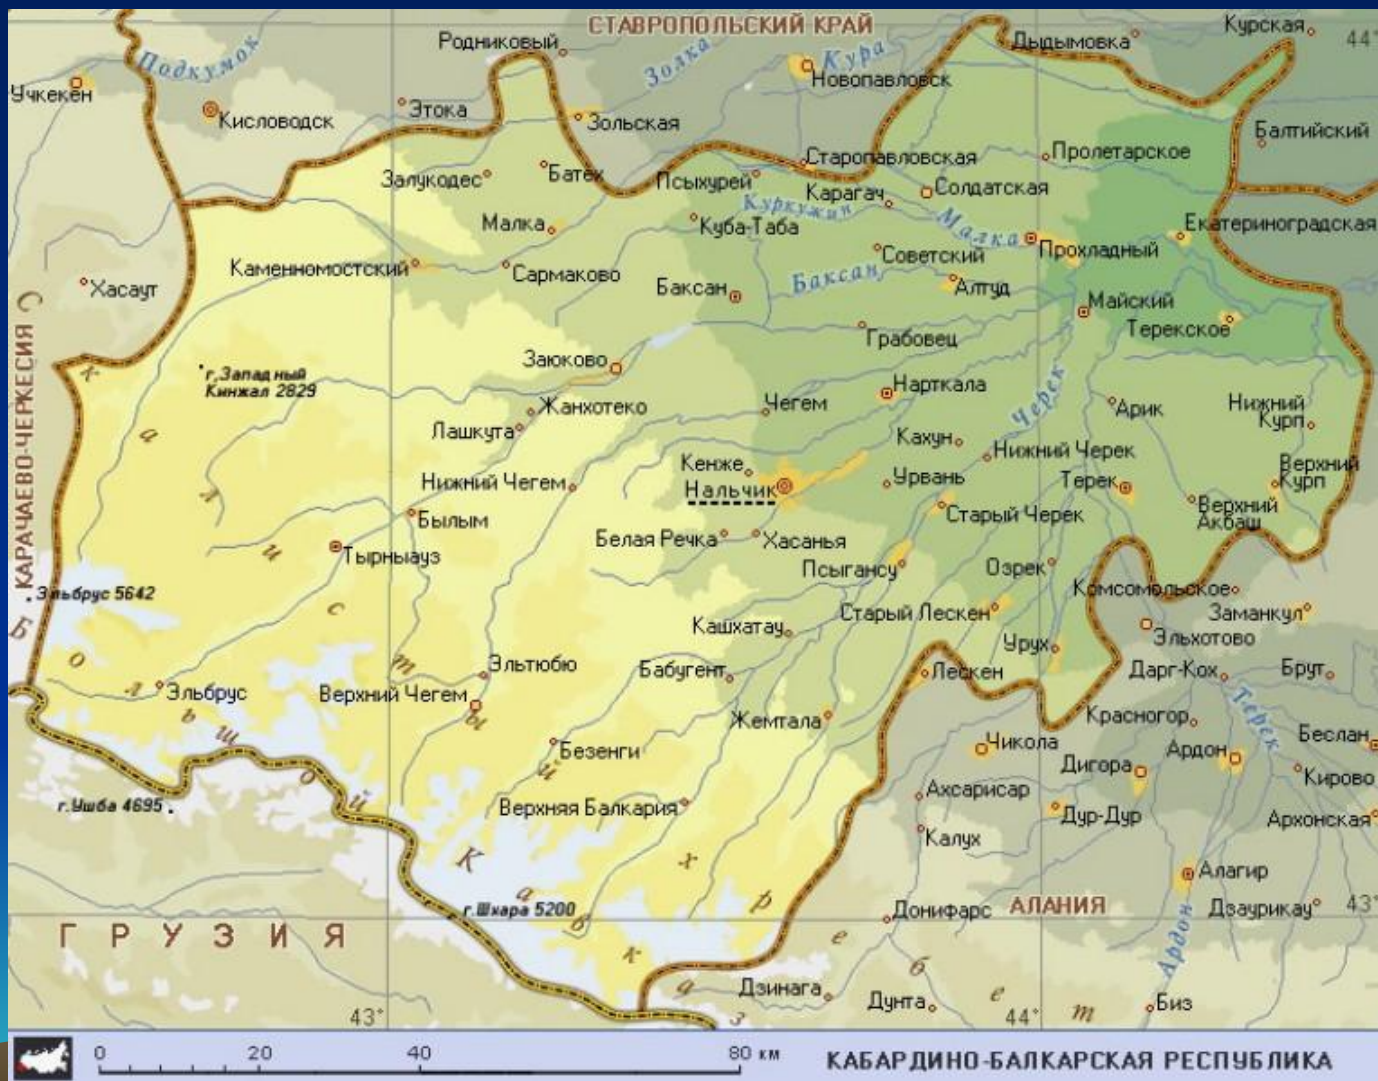 СТАВРОПОЛЬСКИЙ КРАЙ
Курская
44°
Родниковый
Дыдымовка
Подкумок
Золка
Кура
Учкекен
Новопавловск
Этока
Кисловодск
Зольская
Балтийский
Старопавловская
Пролетарское
Залукодес
Батех
Псыхурей
Карагач
Солдатская
Куркужин
Малка
Куба-Таба
Малка
Екатериноградская
Прохладный
Советский
Каменномостский
Сармаково
Баксан
Баксан
Алтуд
Хасаут
Майский
Терекское
Грабовец
КАРАЧАЕВО-ЧЕРКЕСИЯ
Заюково
г.Западный
Кинжал 2829
Нарткала
Черек
Жанхотеко
Чегем
Арик
Нижний
Курп
Лашкута
Кахун
Нижний Черек
Кенже
Нальчик
Нижний Чегем
Урвань
Терек
Верхний
Курп
Былым
Старый Черек
Верхний
Акбаш
Белая Речка
Хасанья
Тырныауз
Псыгансу
Озрек
Эльбрус 5642
Комсомольское
Старый Лескен
Заманкул
Кашхатау
Эльхотово
Урух
Эльтюбю
Бабугент
Лескен
Дарг-Кох
Брут
Эльбрус
Верхний Чегем
Терек
Жемтала
Красногор
Безенги
Чикола
Ардон
Беслан
Дигора
Кирово
г.Ушба 4695
Верхняя Балкария
Ахсарисар
Дур-Дур
Архонская
Калух
Алагир
г.Шхара 5200
Донифарс
АЛАНИЯ
Дзаурикау
43°
ГРУЗИЯ
Ардон
Скалистый хребет
Большой Кавказ
Дзинага
Дунта
Биз
43°
44°
0 20 40 80 км
КАБАРДИНО-БАЛКАРСКАЯ РЕСПУБЛИКА